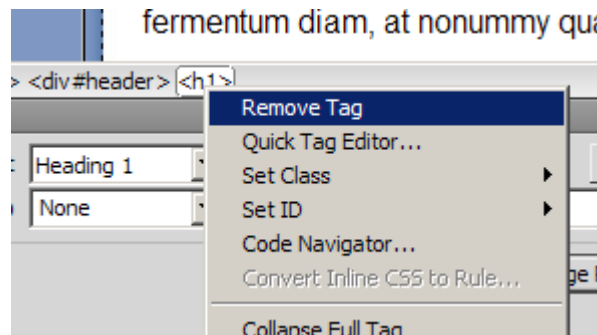 fermentum diam, at nonummy
> <div#header> <h1>
Remove Tag
Quick Tag Editor...
Heading 1
Set Class
None
Set ID
Code Navigator...
Convert Inline CSS to Rule...
Collapse Full Tag